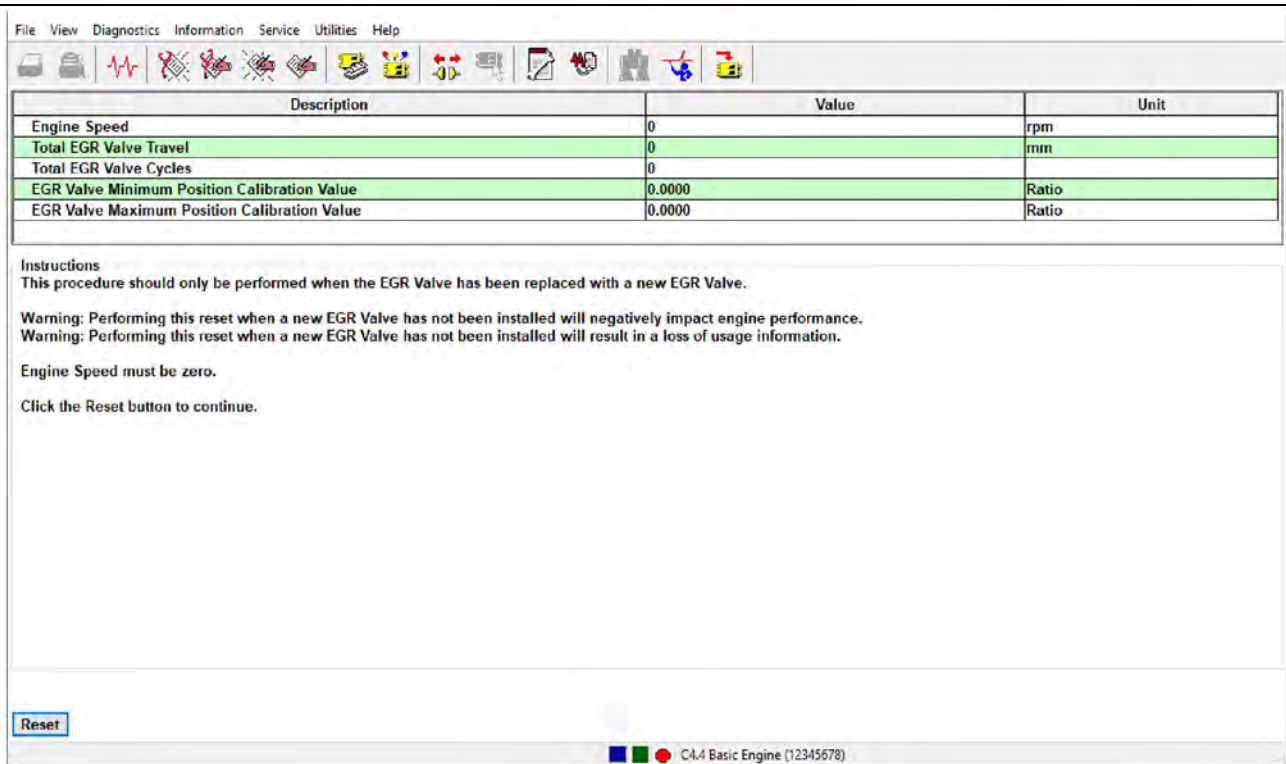 File View Diagnostics Information Service Utilities Help
Description Value Unit
Engine Speed 0 rpm
Total EGR Valve Travel 0 mm
Total EGR Valve Cycles 0
EGR Valve Minimum Position Calibration Value 0.0000 Ratio
EGR Valve Maximum Position Calibration Value 0.0000 Ratio
Instructions
This procedure should only be performed when the EGR Valve has been replaced with a new EGR Valve.
Warning: Performing this reset when a new EGR Valve has not been installed will negatively impact engine performance.
Warning: Performing this reset when a new EGR Valve has not been installed will result in a loss of usage information.
Engine Speed must be zero.
Click the Reset button to continue.
Reset
C4.4 Basic Engine (12345678)